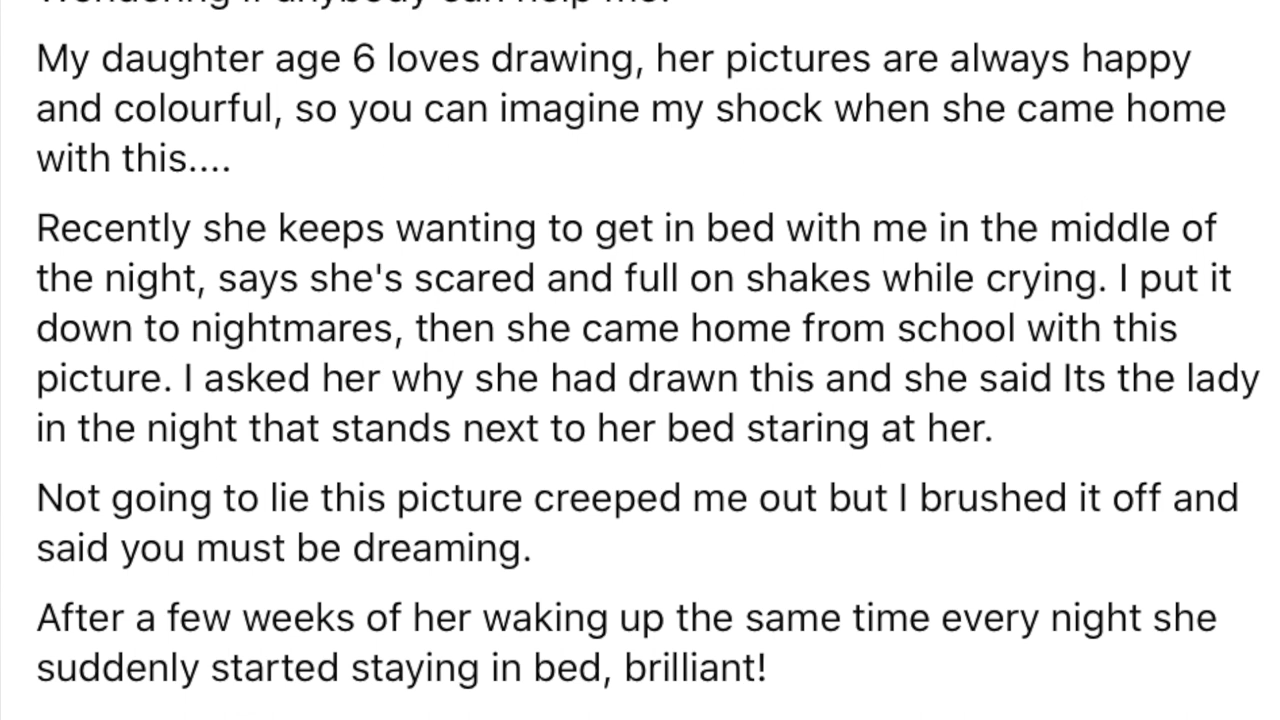 Wondering if anybody can help me.
My daughter age 6 loves drawing, her pictures are always happy
and colourful, so you can imagine my shock when she came home
with this....
Recently she keeps wanting to get in bed with me in the middle of
the night, says she's scared and full on shakes while crying. I put it
down to nightmares, then she came home from school with this
picture. I asked her why she had drawn this and she said Its the lady
in the night that stands next to her bed staring at her.
Not going to lie this picture creeped me out but I brushed it off and
said you must be dreaming.
After a few weeks of her waking up the same time every night she
suddenly started staying in bed, brilliant!